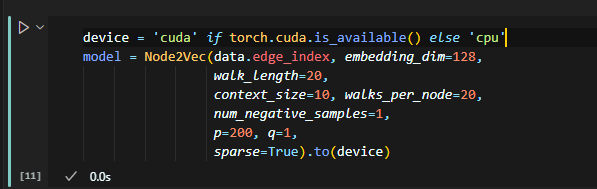 device = 'cuda' if torch.cuda.is_available() else 'cpu'
model = Node2Vec(data.edge_index, embedding_dim=128,
walk_length=20,
context_size=10, walks_per_node=20,
num_negative_samples=1,
p=200, q=1,
sparse=True).to(device)
[11] 0.0s